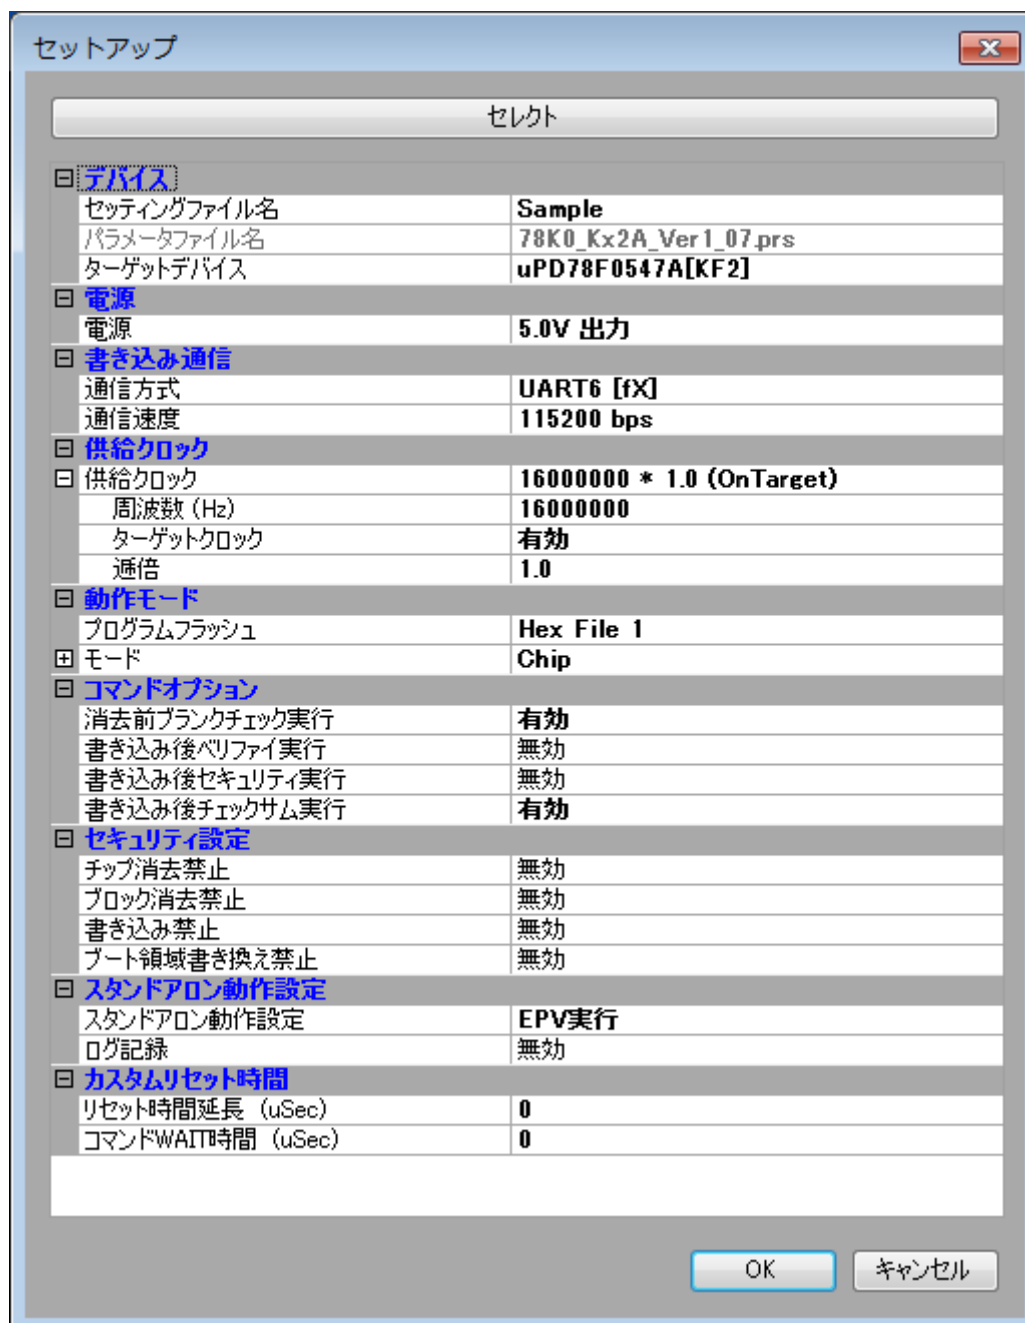 セットアップ
セレクト
デバイス
セッティングファイル名 Sample
パラメータファイル名 78K0_Kx2A_Ver1_07.prs
ターゲットデバイス uPD78F0547A[KF2]
電源
電源 5.0V 出力
書き込み通信
通信方式 UART6 [fX]
通信速度 115200 bps
供給クロック
供給クロック 16000000 * 1.0 (OnTarget)
周波数 (Hz) 16000000
ターゲットクロック 有効
逓倍 1.0
動作モード
プログラムフラッシュ Hex File 1
モード Chip
コマンドオプション
消去前ブランクチェック実行 有効
書き込み後ベリファイ実行 無効
書き込み後セキュリティ実行 無効
書き込み後チェックサム実行 有効
セキュリティ設定
チップ消去禁止 無効
ブロック消去禁止 無効
書き込み禁止 無効
ブート領域書き換え禁止 無効
スタンドアロン動作設定
スタンドアロン動作設定 EPV実行
ログ記録 無効
カスタムリセット時間
リセット時間延長 (uSec) 0
コマンドWAIT時間 (uSec) 0
OK キャンセル